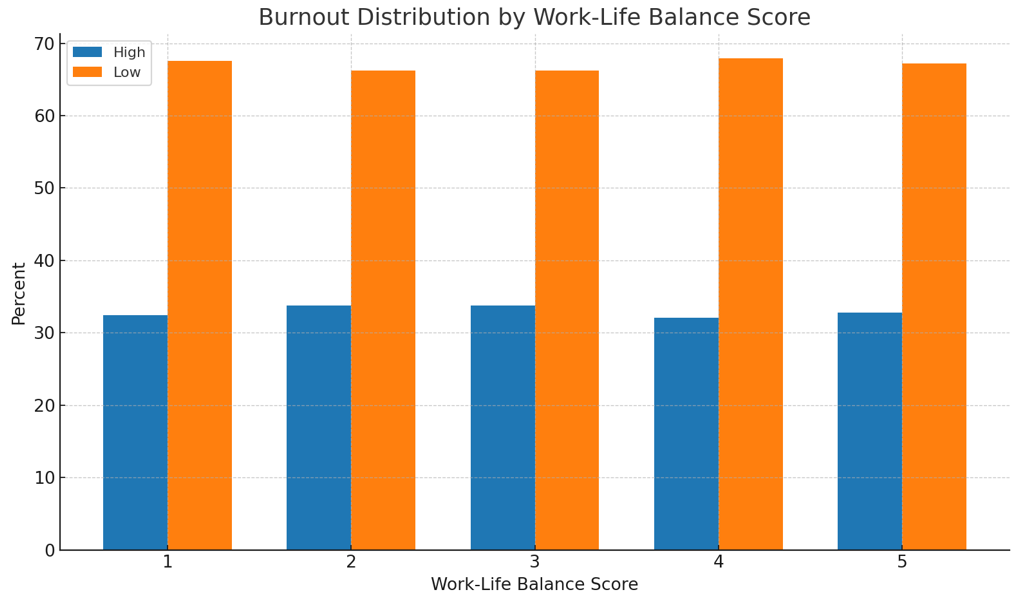 Burnout Distribution by Work-Life Balance Score
High
Low
70
60
50
40
30
20
10
0
Percent
1 2 3 4 5
Work-Life Balance Score